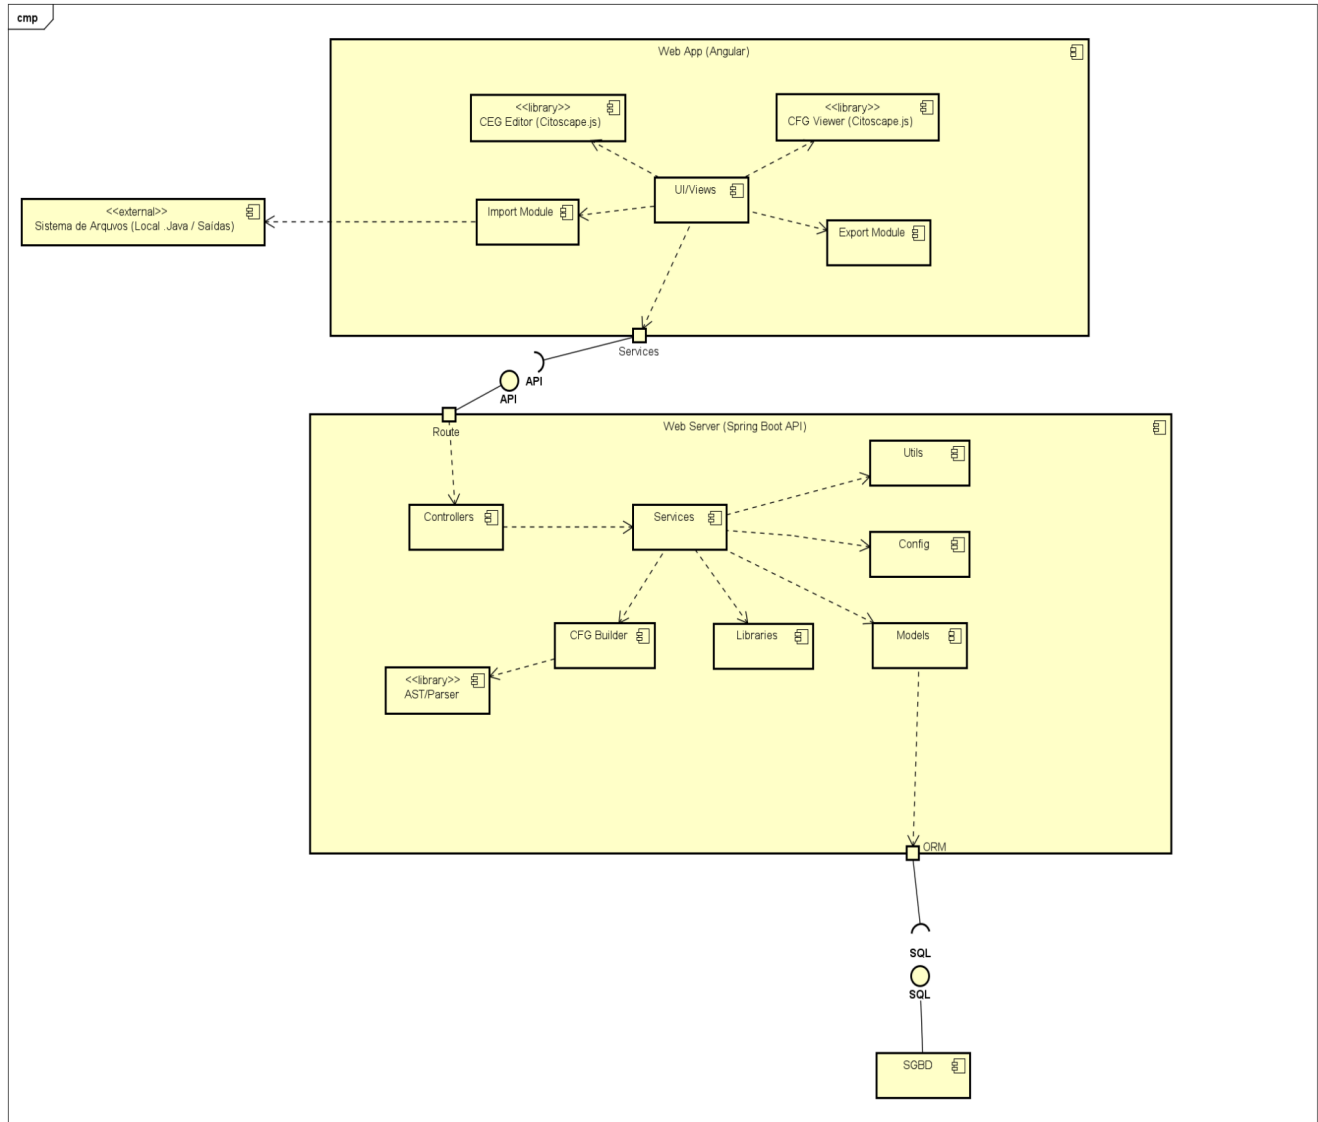 cmp
Web App (Angular)
<<library>>
CEG Editor (Citoscape.js)
<<library>>
CFG Viewer (Citoscape.js)
UI/Views
<<external>>
Sistema de Arquvos (Local .Java / Saídas)
Import Module
Export Module
Services
API
API
Route
Web Server (Spring Boot API)
Utils
Controllers
Services
Config
CFG Builder
Libraries
Models
<<library>>
AST/Parser
ORM
SQL
SQL
SGBD